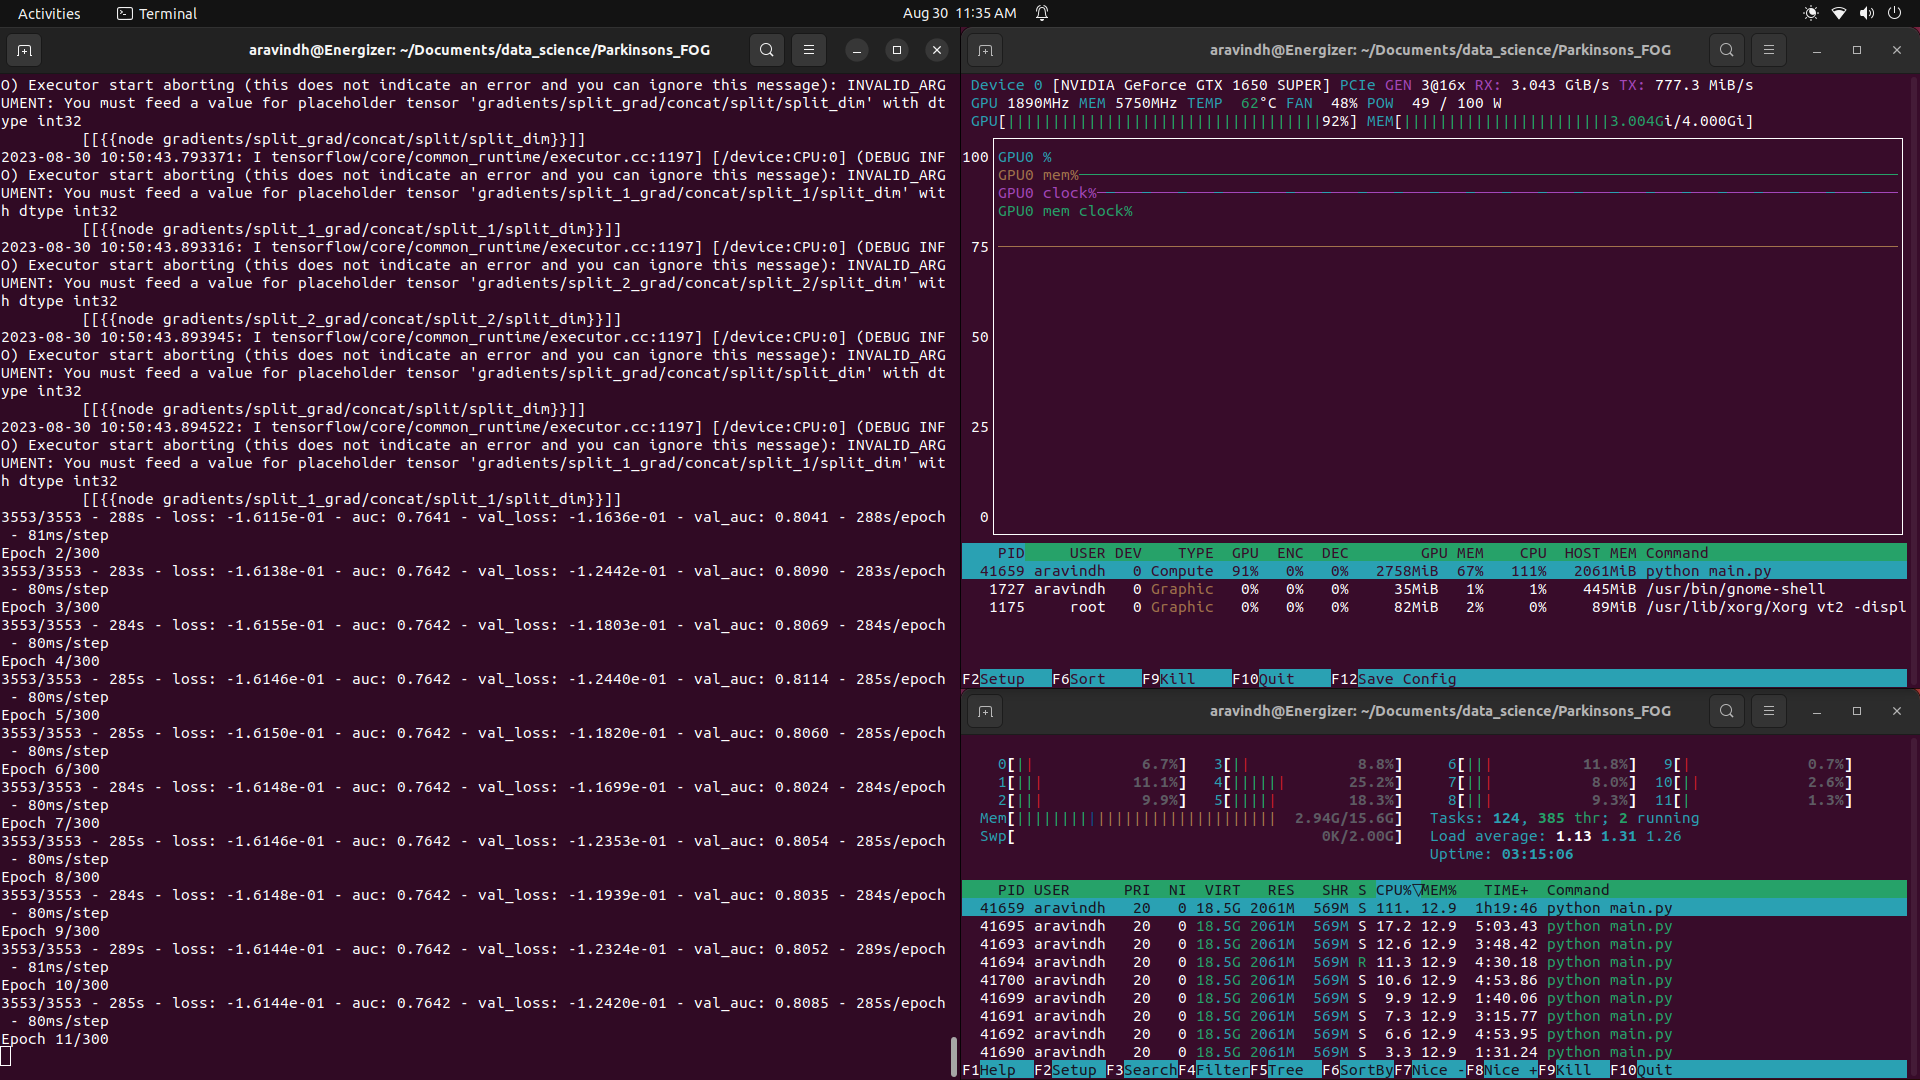 Activities
Terminal
Aug 30 11:35 AM
aravindh@Energizer: ~/Documents/data_science/Parkinsons_FOG
O) Executor start aborting (this does not indicate an error and you can ignore this message): INVALID_ARG
UMENT: You must feed a value for placeholder tensor 'gradients/split_grad/concat/split/split_dim' with dt
ype int32
[[{{node gradients/split_grad/concat/split/split_dim}}]]
2023-08-30 10:50:43.793371: I tensorflow/core/common_runtime/executor.cc:1197] [/device:CPU:0] (DEBUG INF
O) Executor start aborting (this does not indicate an error and you can ignore this message): INVALID_ARG
UMENT: You must feed a value for placeholder tensor 'gradients/split_1_grad/concat/split_1/split_dim' wit
h dtype int32
[[{{node gradients/split_1_grad/concat/split_1/split_dim}}]]
2023-08-30 10:50:43.893316: I tensorflow/core/common_runtime/executor.cc:1197] [/device:CPU:0] (DEBUG INF
O) Executor start aborting (this does not indicate an error and you can ignore this message): INVALID_ARG
UMENT: You must feed a value for placeholder tensor 'gradients/split_2_grad/concat/split_2/split_dim' wit
h dtype int32
[[{{node gradients/split_2_grad/concat/split_2/split_dim}}]]
2023-08-30 10:50:43.893945: I tensorflow/core/common_runtime/executor.cc:1197] [/device:CPU:0] (DEBUG INF
O) Executor start aborting (this does not indicate an error and you can ignore this message): INVALID_ARG
UMENT: You must feed a value for placeholder tensor 'gradients/split_grad/concat/split/split_dim' with dt
ype int32
[[{{node gradients/split_grad/concat/split/split_dim}}]]
2023-08-30 10:50:43.894522: I tensorflow/core/common_runtime/executor.cc:1197] [/device:CPU:0] (DEBUG INF
O) Executor start aborting (this does not indicate an error and you can ignore this message): INVALID_ARG
UMENT: You must feed a value for placeholder tensor 'gradients/split_1_grad/concat/split_1/split_dim' wit
h dtype int32
[[{{node gradients/split_1_grad/concat/split_1/split_dim}}]]
3553/3553 - 288s - loss: -1.6115e-01 - auc: 0.7641 - val_loss: -1.1636e-01 - val_auc: 0.8041 - 288s/epoch
- 81ms/step
Epoch 2/300
3553/3553 - 283s - loss: -1.6138e-01 - auc: 0.7642 - val_loss: -1.2442e-01 - val_auc: 0.8090 - 283s/epoch
- 80ms/step
Epoch 3/300
3553/3553 - 284s - loss: -1.6155e-01 - auc: 0.7642 - val_loss: -1.1803e-01 - val_auc: 0.8069 - 284s/epoch
- 80ms/step
Epoch 4/300
3553/3553 - 285s - loss: -1.6146e-01 - auc: 0.7642 - val_loss: -1.2440e-01 - val_auc: 0.8114 - 285s/epoch
- 80ms/step
Epoch 5/300
3553/3553 - 285s - loss: -1.6150e-01 - auc: 0.7642 - val_loss: -1.1820e-01 - val_auc: 0.8060 - 285s/epoch
- 80ms/step
Epoch 6/300
3553/3553 - 284s - loss: -1.6148e-01 - auc: 0.7642 - val_loss: -1.1699e-01 - val_auc: 0.8024 - 284s/epoch
- 80ms/step
Epoch 7/300
3553/3553 - 285s - loss: -1.6146e-01 - auc: 0.7642 - val_loss: -1.2353e-01 - val_auc: 0.8054 - 285s/epoch
- 80ms/step
Epoch 8/300
3553/3553 - 284s - loss: -1.6148e-01 - auc: 0.7642 - val_loss: -1.1939e-01 - val_auc: 0.8035 - 284s/epoch
- 80ms/step
Epoch 9/300
3553/3553 - 289s - loss: -1.6144e-01 - auc: 0.7642 - val_loss: -1.2324e-01 - val_auc: 0.8052 - 289s/epoch
- 81ms/step
Epoch 10/300
3553/3553 - 285s - loss: -1.6144e-01 - auc: 0.7642 - val_loss: -1.2420e-01 - val_auc: 0.8085 - 285s/epoch
- 80ms/step
Epoch 11/300
aravindh@Energizer: ~/Documents/data_science/Parkinsons_FOG
Device 0 [NVIDIA GeForce GTX 1650 SUPER] PCIe GEN 3@16x RX: 3.043 GiB/s TX: 777.3 MiB/s
GPU 1890MHz MEM 5750MHz TEMP 62°C FAN 48% POW 49 / 100 W
GPU[||||||||||||||||||||||||||||||||||||92%] MEM[|||||||||||||||||||||||3.004Gi/4.000Gi]
100 GPU0 %
GPU0 mem%
GPU0 clock%
GPU0 mem clock%
75
50
25
0
PID USER DEV TYPE GPU ENC DEC GPU MEM CPU HOST MEM Command
41659 aravindh 0 Compute 91% 0% 0% 2758MiB 67% 111% 2061MiB python main.py
1727 aravindh 0 Graphic 0% 0% 0% 35MiB 1% 1% 445MiB /usr/bin/gnome-shell
1175 root 0 Graphic 0% 0% 0% 82MiB 2% 0% 89MiB /usr/lib/xorg/Xorg vt2 -displ
F2Setup F6Sort F9Kill F10Quit F12Save Config
aravindh@Energizer: ~/Documents/data_science/Parkinsons_FOG
0[|| 6.7%] 3[|| 8.8%] 6[||| 11.8%] 9[| 0.7%]
1[||| 11.1%] 4[|||||| 25.2%] 7[||| 8.0%] 10[|| 2.6%]
2[||| 9.9%] 5[||||| 18.3%] 8[||| 9.3%] 11[| 1.3%]
Mem[||||||||||||||||||||||||||||| 2.94G/15.6G] Tasks: 124, 385 thr; 2 running
Swp[ 0K/2.00G] Load average: 1.13 1.31 1.26
Uptime: 03:15:06
PID USER PRI NI VIRT RES SHR S CPU%▽MEM% TIME+ Command
41659 aravindh 20 0 18.5G 2061M 569M S 111. 12.9 1h19:46 python main.py
41695 aravindh 20 0 18.5G 2061M 569M S 17.2 12.9 5:03.43 python main.py
41693 aravindh 20 0 18.5G 2061M 569M S 12.6 12.9 3:48.42 python main.py
41694 aravindh 20 0 18.5G 2061M 569M R 11.3 12.9 4:30.18 python main.py
41700 aravindh 20 0 18.5G 2061M 569M S 10.6 12.9 4:53.86 python main.py
41699 aravindh 20 0 18.5G 2061M 569M S 9.9 12.9 1:40.06 python main.py
41691 aravindh 20 0 18.5G 2061M 569M S 7.3 12.9 3:15.77 python main.py
41692 aravindh 20 0 18.5G 2061M 569M S 6.6 12.9 4:53.95 python main.py
41690 aravindh 20 0 18.5G 2061M 569M S 3.3 12.9 1:31.24 python main.py
F1Help F2Setup F3SearchF4FilterF5Tree F6SortByF7Nice -F8Nice +F9Kill F10Quit